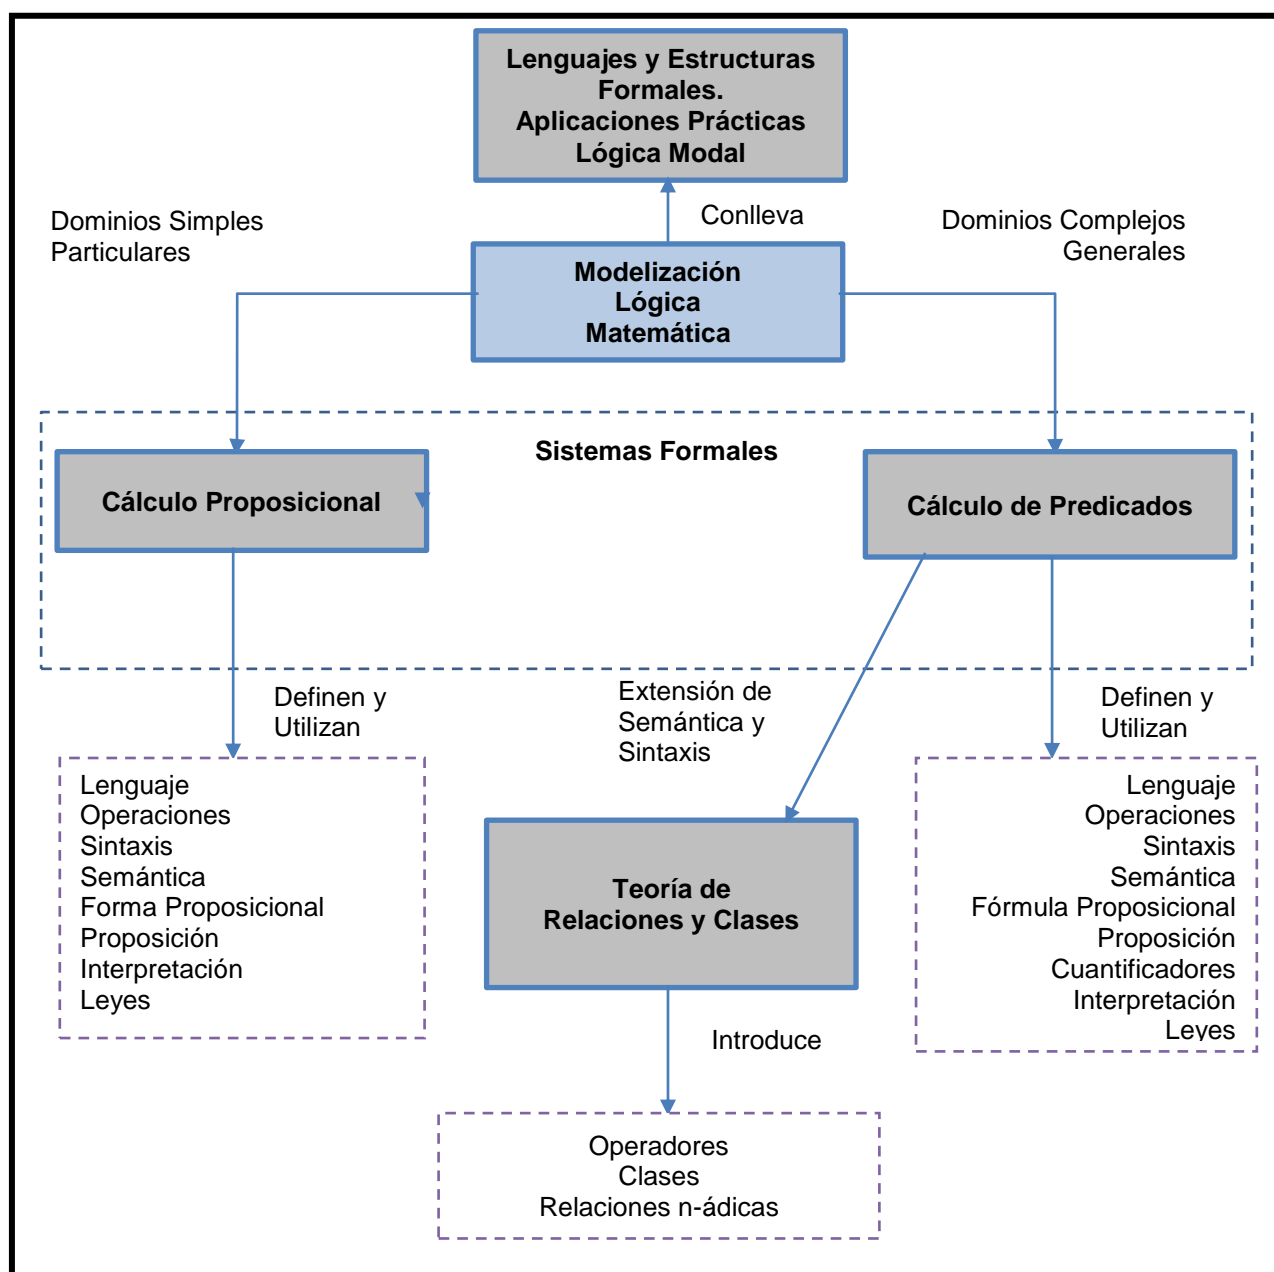 Lenguajes y Estructuras
Formales.
Aplicaciones Prácticas
Lógica Modal
Dominios Simples
Particulares
Conlleva
Dominios Complejos
Generales
Modelización
Lógica
Matemática
Sistemas Formales
Cálculo Proposicional
Cálculo de Predicados
Definen y
Utilizan
Extensión de
Semántica y
Sintaxis
Definen y
Utilizan
Lenguaje
Operaciones
Sintaxis
Semántica
Forma Proposicional
Proposición
Interpretación
Leyes
Lenguaje
Operaciones
Sintaxis
Semántica
Fórmula Proposicional
Proposición
Cuantificadores
Interpretación
Leyes
Teoría de
Relaciones y Clases
Introduce
Operadores
Clases
Relaciones n-ádicas